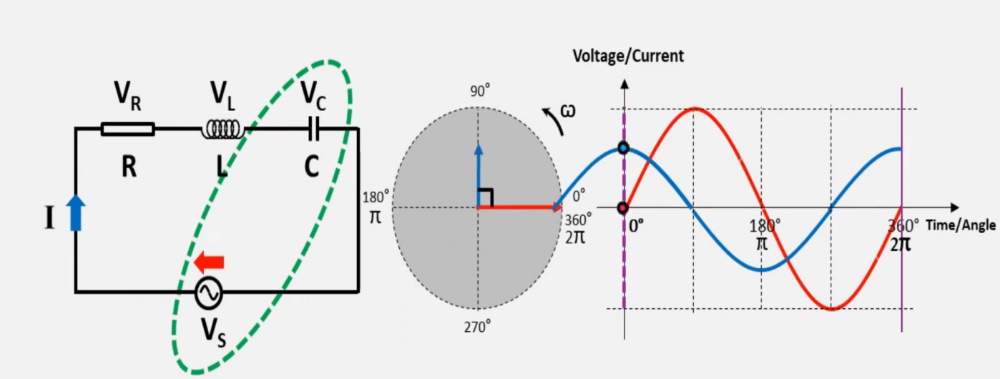 Voltage/Current
V_R V_L V_C
R L C
I
V_S
90°
ω
180°
π
0°
360°
2π
270°
0°
180°
π
360°
2π
Time/Angle